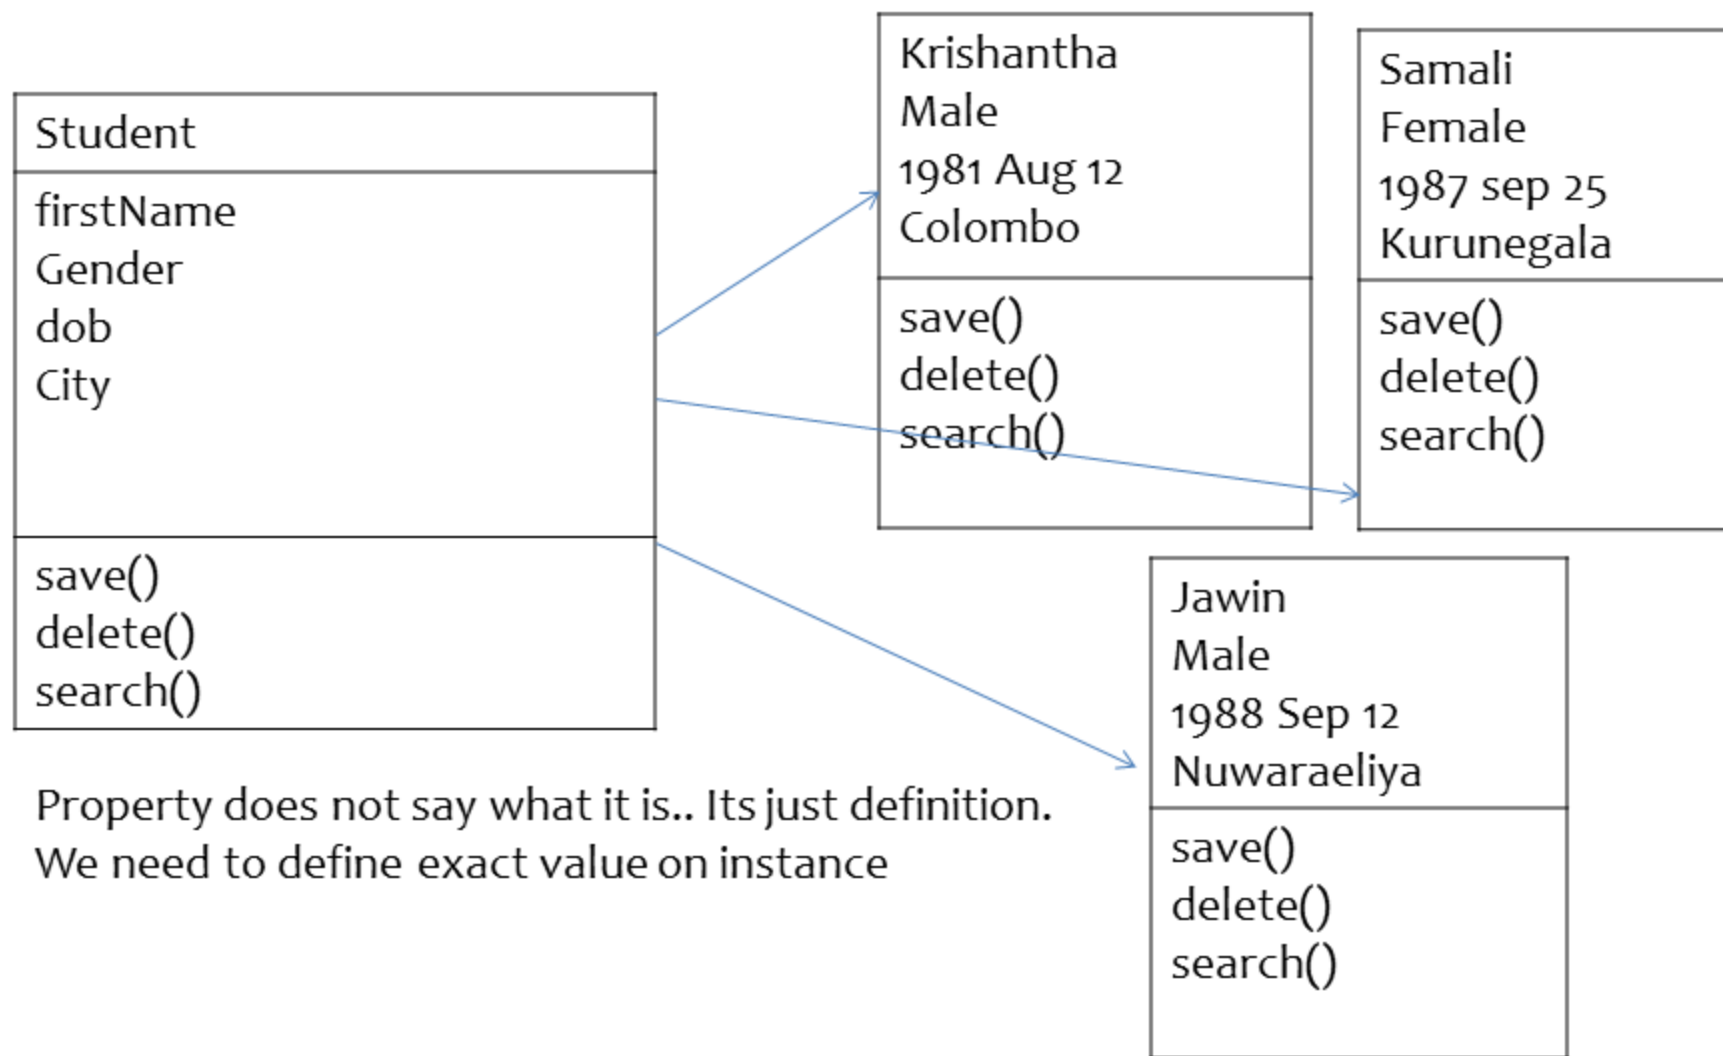 Student
firstName
Gender
dob
City
save()
delete()
search()
Krishantha
Male
1981 Aug 12
Colombo
save()
delete()
search()
Samali
Female
1987 sep 25
Kurunegala
save()
delete()
search()
Jawin
Male
1988 Sep 12
Nuwaraeliya
save()
delete()
search()
Property does not say what it is.. Its just definition.
We need to define exact value on instance